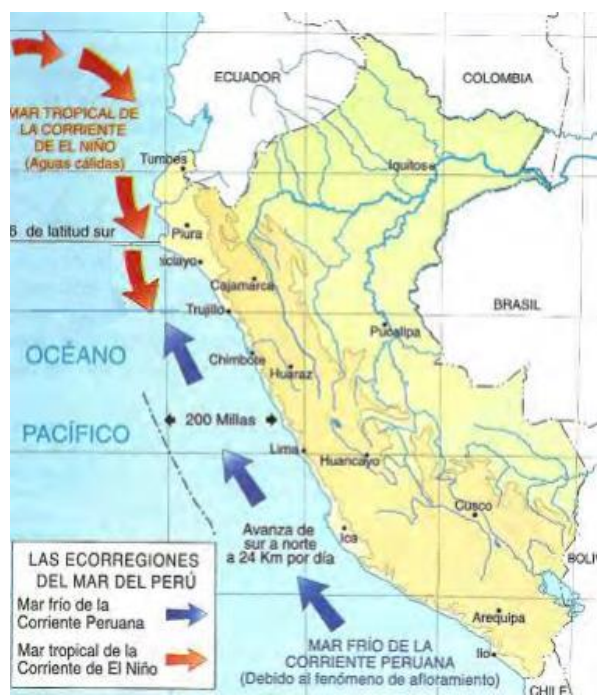 ECUADOR
COLOMBIA
MAR TROPICAL DE
LA CORRIENTE
DE EL NIÑO
(Aguas cálidas)
Tumbes
Iquitos
6 de latitud sur
Piura
iclayo
Cajamarca
BRASIL
Trujillo
Pucallpa
OCÉANO
Chimbote
Huaraz
PACÍFICO
200 Millas
Lima
Huancayo
Cusco
Avanza de
sur a norte
a 24 Km por día
Ica
LAS ECORREGIONES
DEL MAR DEL PERÚ
Mar frío de la
Corriente Peruana
Mar tropical de la
Corriente de El Niño
BOLIV
Arequipa
MAR FRÍO DE LA
CORRIENTE PERUANA
(Debido al fenómeno de afloramiento)
Ilo
CHILE